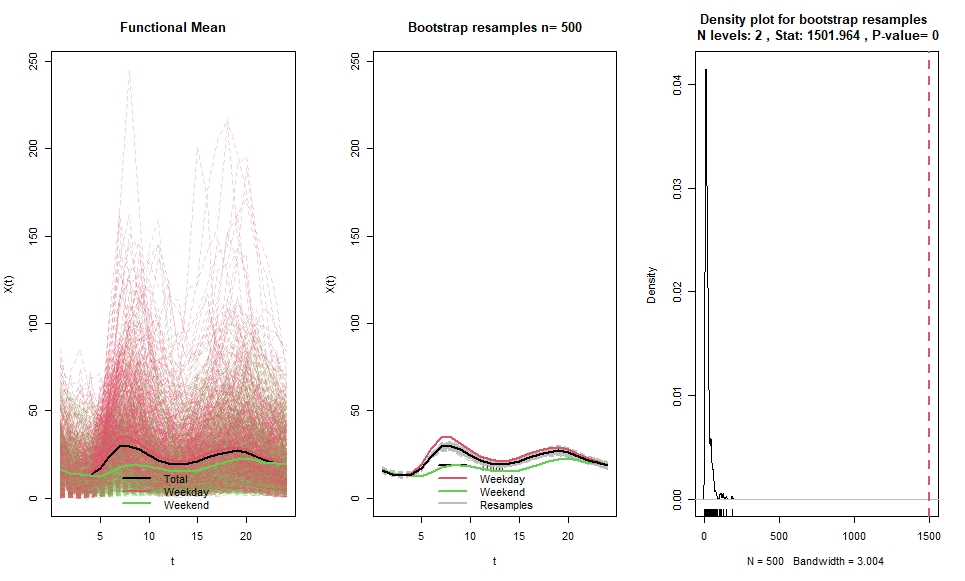 Functional Mean
X(t)
250
200
150
100
50
0
Total
Weekday
Weekend
5
10
15
20
t
Bootstrap resamples n= 500
X(t)
250
200
150
100
50
0
Weekday
Weekend
Resamples
5
10
15
20
t
Density plot for bootstrap resamples
N levels: 2 , Stat: 1501.964 , P-value= 0
Density
0.04
0.03
0.02
0.01
0.00
0
500
1000
1500
N = 500 Bandwidth = 3.004